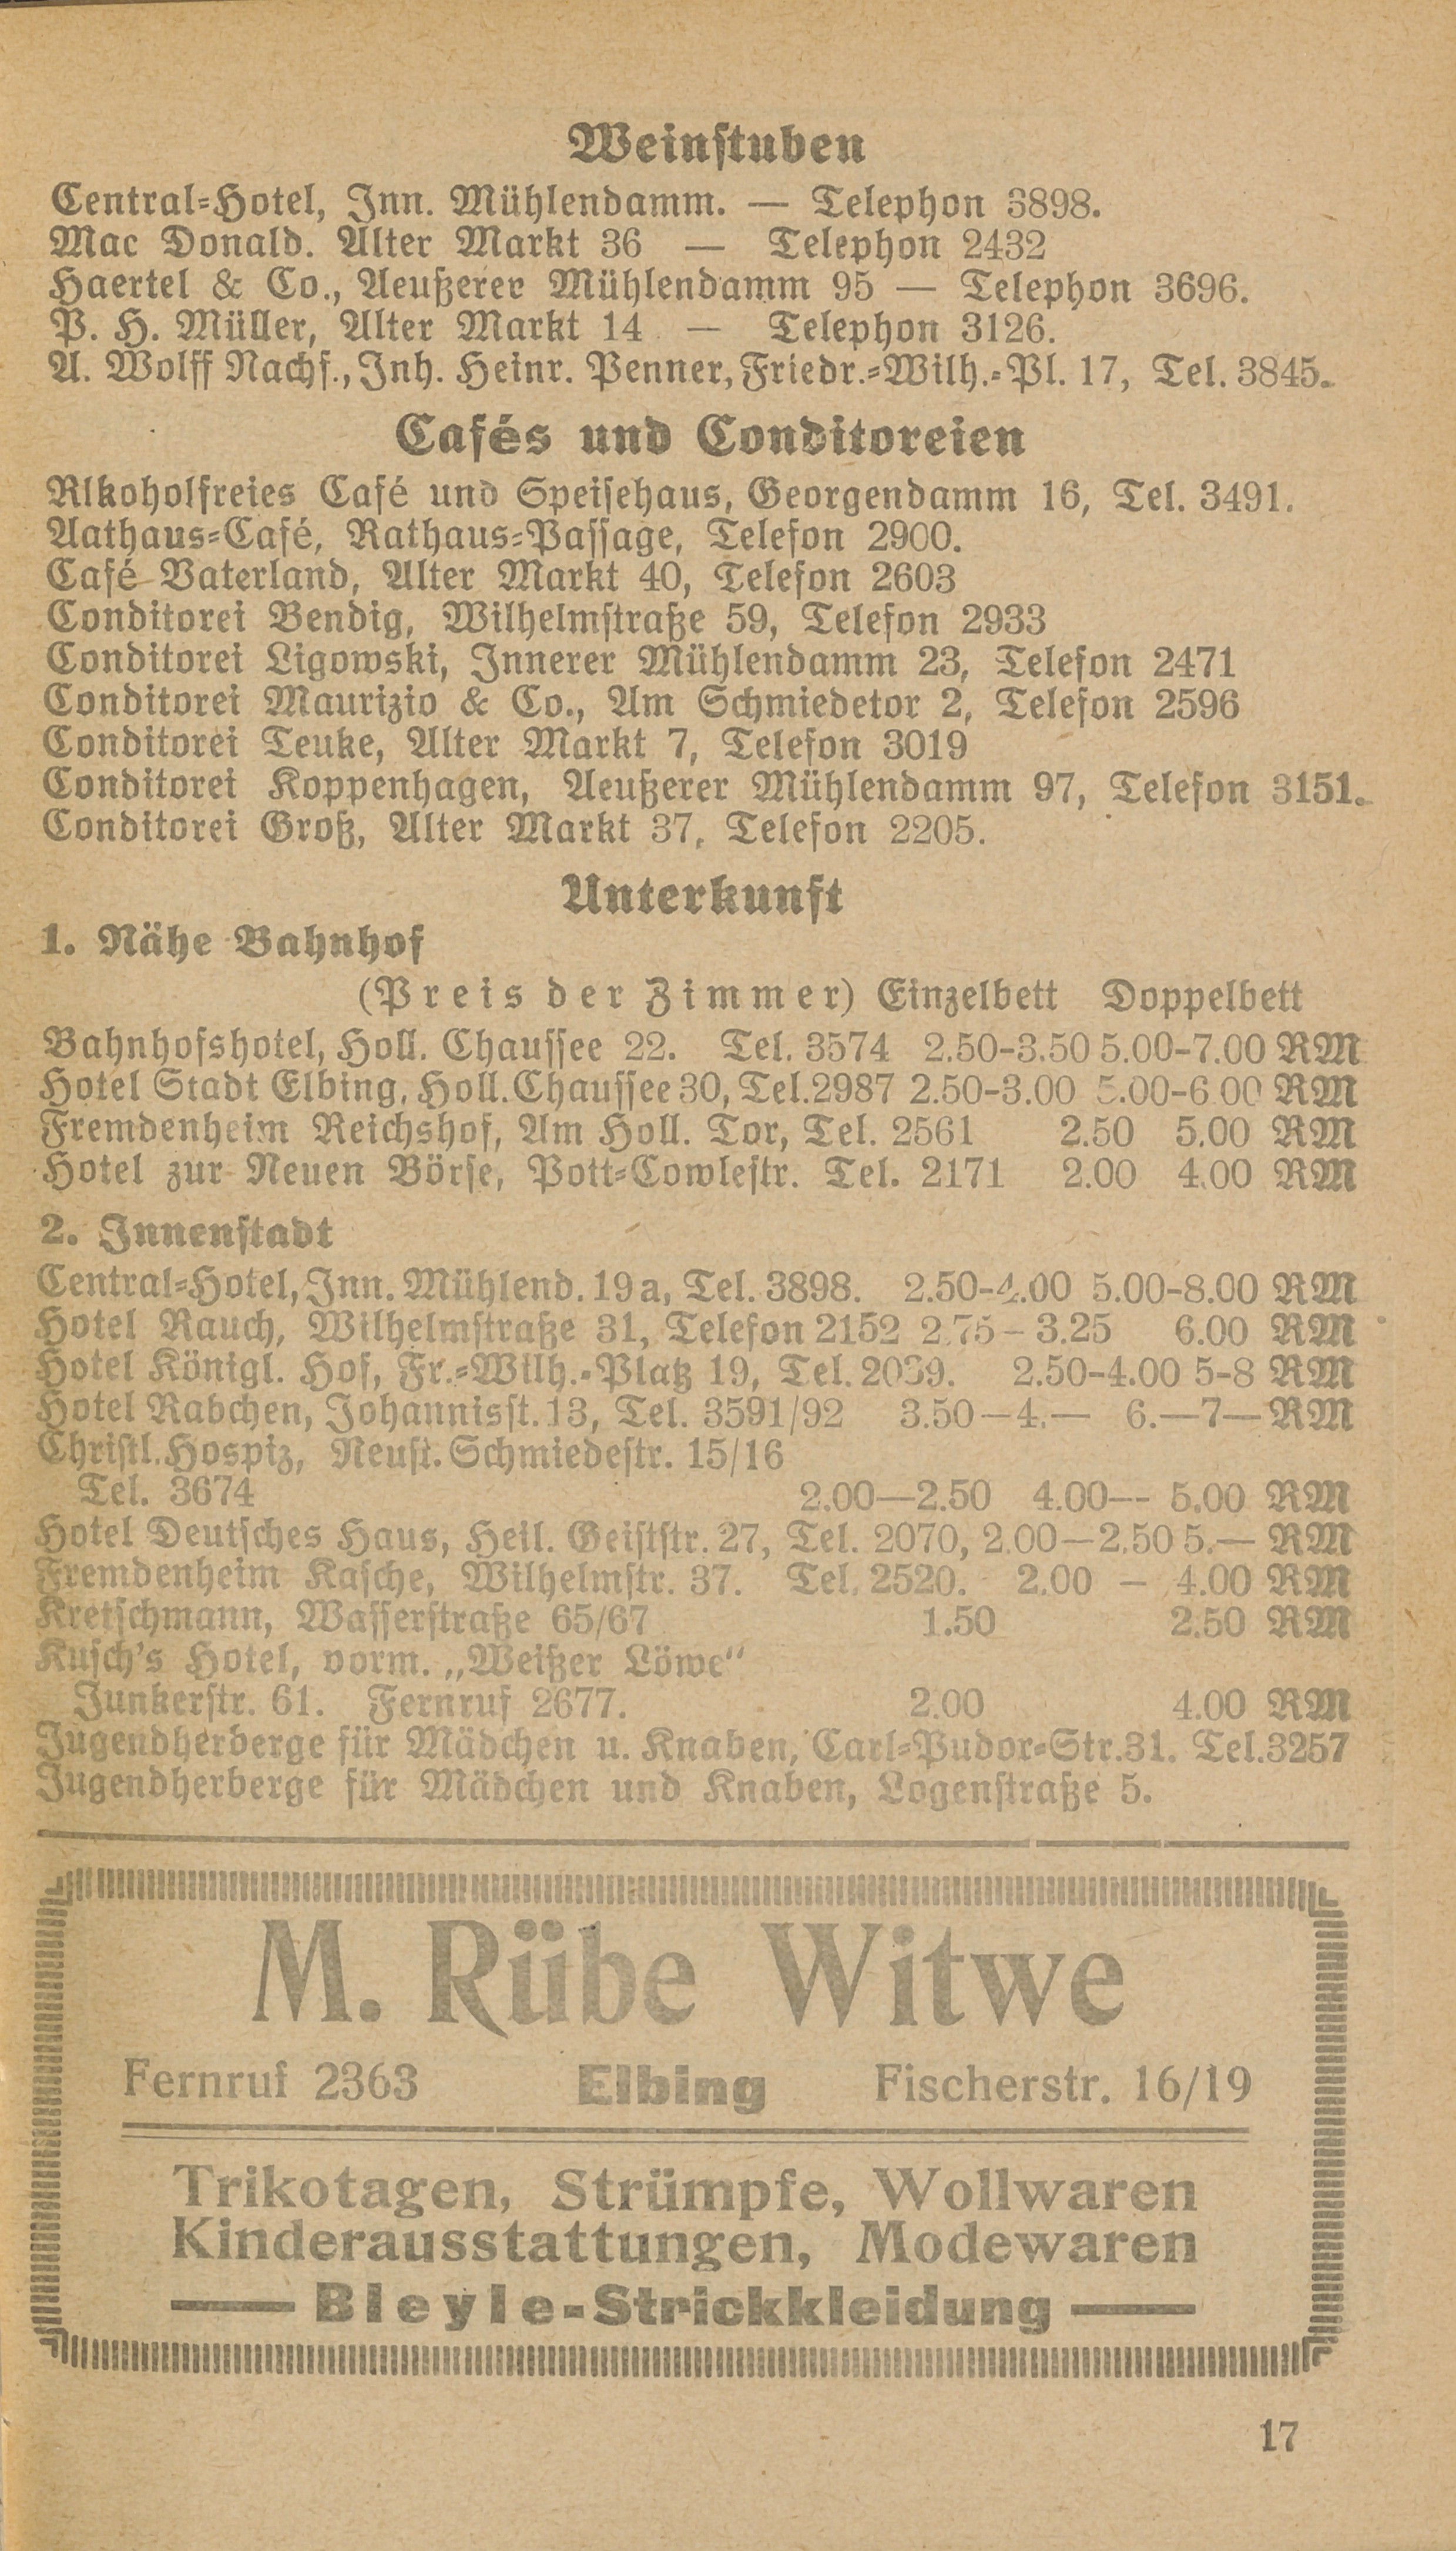 Weinstuben
Central-Hotel, Inn. Mühlendamm. — Telephon 3898.
Mac Donald. Alter Markt 36 — Telephon 2432
Haertel & Co., Aeußerer Mühlendamm 95 — Telephon 3696.
P. H. Müller, Alter Markt 14 — Telephon 3126.
A. Wolff Nachf., Inh. Heinr. Penner, Friedr.-Wilh.-Pl. 17, Tel. 3845.
Cafés und Conditoreien
Rlkoholfreies Café und Speisehaus, Georgendamm 16, Tel. 3491.
Aathaus-Café, Rathaus-Passage, Telefon 2900.
Café Vaterland, Alter Markt 40, Telefon 2603
Conditorei Bendig, Wilhelmstraße 59, Telefon 2933
Conditorei Ligowski, Innerer Mühlendamm 23, Telefon 2471
Conditorei Maurizio & Co., Am Schmiedetor 2, Telefon 2596
Conditorei Teuke, Alter Markt 7, Telefon 3019
Conditorei Koppenhagen, Aeußerer Mühlendamm 97, Telefon 3151.
Conditorei Groß, Alter Markt 37, Telefon 2205.
Unterkunft
1. Nähe Bahnhof
(Preis der Zimmer) Einzelbett Doppelbett
Bahnhofshotel, Holl. Chaussee 22. Tel. 3574 2.50-3.50 5.00-7.00 RM
Hotel Stadt Elbing, Holl. Chaussee 30, Tel. 2987 2.50-3.00 5.00-6.00 RM
Fremdenheim Reichshof, Am Holl. Tor, Tel. 2561 2.50 5.00 RM
Hotel zur Neuen Börse, Pott-Cowlestr. Tel. 2171 2.00 4.00 RM
2. Innenstadt
Central-Hotel, Inn. Mühlend. 19a, Tel. 3898. 2.50-4.00 5.00-8.00 RM
Hotel Rauch, Wilhelmstraße 31, Telefon 2152 2.75 – 3.25 6.00 RM
Hotel Königl. Hof, Fr.-Wilh.-Platz 19, Tel. 2039. 2.50-4.00 5-8 RM
Hotel Rabchen, Johannisst. 13, Tel. 3591/92 3.50 — 4.— 6.—7— RM
Christl. Hospiz, Neust. Schmiedestr. 15/16
Tel. 3674 2.00—2.50 4.00—- 5.00 RM
Hotel Deutsches Haus, Heil. Geiststr. 27, Tel. 2070, 2.00—2.50 5.— RM
Fremdenheim Kasche, Wilhelmstr. 37. Tel. 2520. 2.00 – 4.00 RM
Kretschmann, Wasserstraße 65/67 1.50 2.50 RM
Kusch's Hotel, vorm. „Weißer Löwe“
Junkerstr. 61. Fernruf 2677. 2.00 4.00 RM
Jugendherberge für Mädchen u. Knaben, Carl-Pudor-Str. 31. Tel. 3257
Jugendherberge für Mädchen und Knaben, Logenstraße 5.
M. Rübe Witwe
Fernruf 2363 Elbing Fischerstr. 16/19
Trikotagen, Strümpfe, Wollwaren
Kinderausstattungen, Modewaren
— Bleyle-Strickkleidung —
17